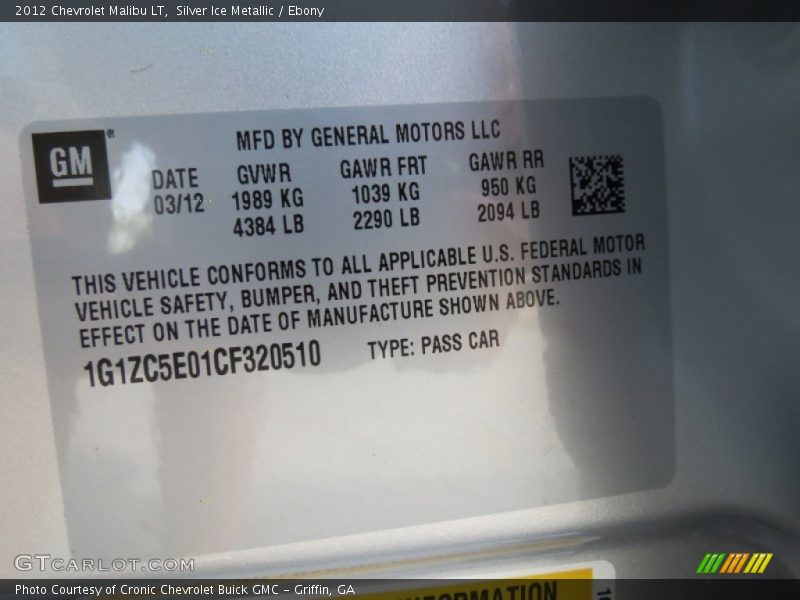 2012 Chevrolet Malibu LT, Silver Ice Metallic / Ebony
GM®
MFD BY GENERAL MOTORS LLC
DATE GVWR GAWR FRT GAWR RR
03/12 1989 KG 1039 KG 950 KG
4384 LB 2290 LB 2094 LB
THIS VEHICLE CONFORMS TO ALL APPLICABLE U.S. FEDERAL MOTOR
VEHICLE SAFETY, BUMPER, AND THEFT PREVENTION STANDARDS IN
EFFECT ON THE DATE OF MANUFACTURE SHOWN ABOVE.
1G1ZC5E01CF320510 TYPE: PASS CAR
GTCARLOT.COM
Photo Courtesy of Cronic Chevrolet Buick GMC - Griffin, GA